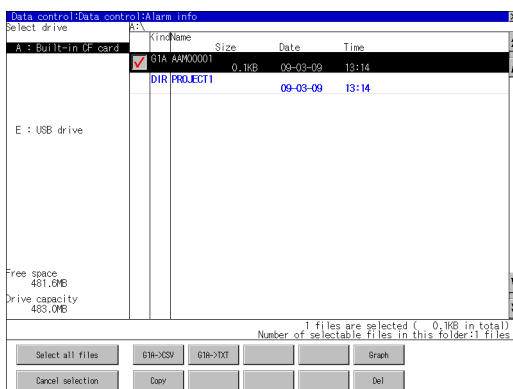 Data control:Data control:Alarm info
Select drive
A:\
Kind Name
Size Date Time
A : Built-in CF card
G1A AAM00001
0.1KB 09-03-09 13:14
DIR PROJECT1
09-03-09 13:14
E : USB drive
Free space
481.6MB
Drive capacity
483.0MB
1 files are selected ( 0.1KB in total)
Number of selectable files in this folder:1 files
Select all files G1A->CSV G1A->TXT Graph
Cancel selection Copy Del